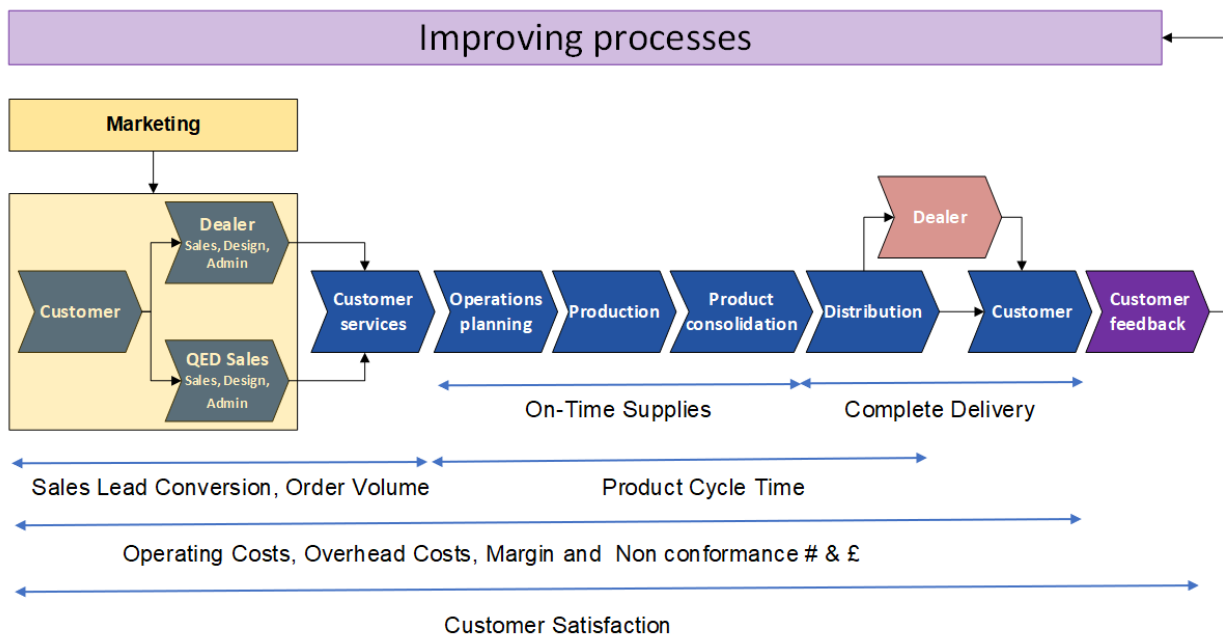 Improving processes
Marketing
Dealer
Sales, Design,
Admin
Customer
QED Sales
Sales, Design,
Admin
Customer
services
Operations
planning
Production
Product
consolidation
Distribution
Dealer
Customer
Customer
feedback
On-Time Supplies
Complete Delivery
Sales Lead Conversion, Order Volume
Product Cycle Time
Operating Costs, Overhead Costs, Margin and Non conformance # & £
Customer Satisfaction